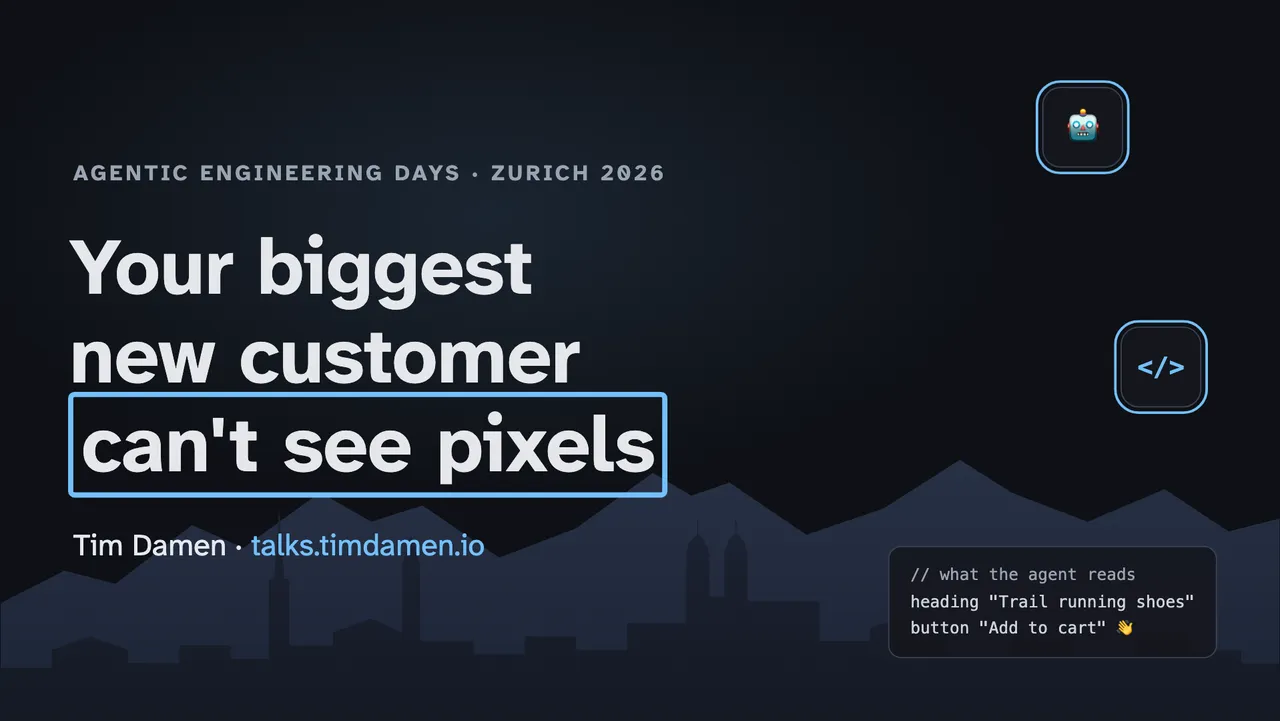 AGENTIC ENGINEERING DAYS · ZURICH 2026
Your biggest
new customer
can't see pixels
Tim Damen · talks.timdamen.io
🤖
</>
// what the agent reads
heading "Trail running shoes"
button "Add to cart" 👋